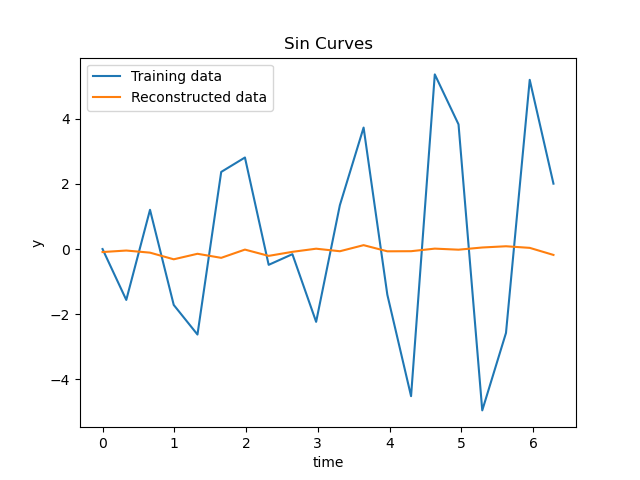 Sin Curves
Training data
Reconstructed data
y
4
2
0
−2
−4
0 1 2 3 4 5 6
time